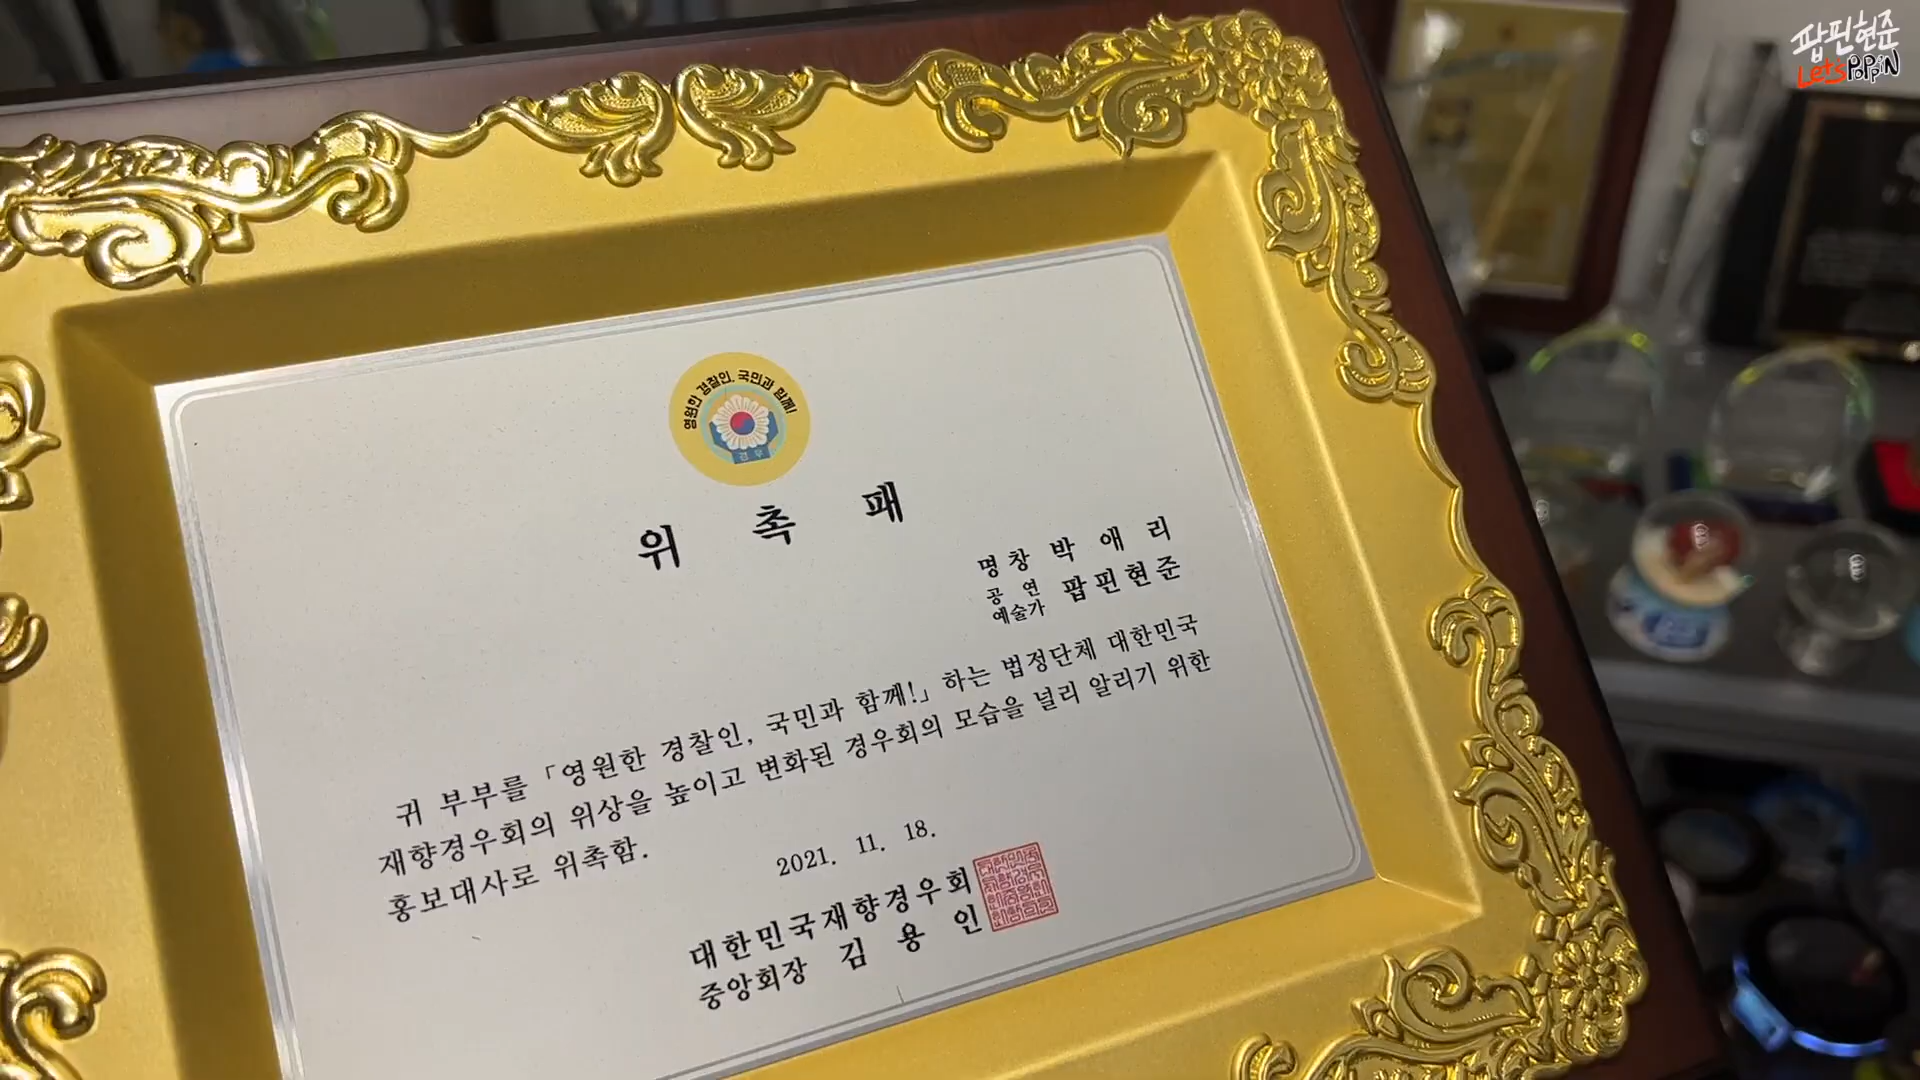 팝핀현준
Let's POPPiN
영원한 경찰인, 국민과 함께!
경우
위 촉 패
명창 박 애 리
공 연
예술가 팝핀현준
귀 부부를 「영원한 경찰인, 국민과 함께!」 하는 법정단체 대한민국
재향경우회의 위상을 높이고 변화된 경우회의 모습을 널리 알리기 위한
홍보대사로 위촉함.
2021. 11. 18.
대한민국재향경우회
중앙회장 김 용 인